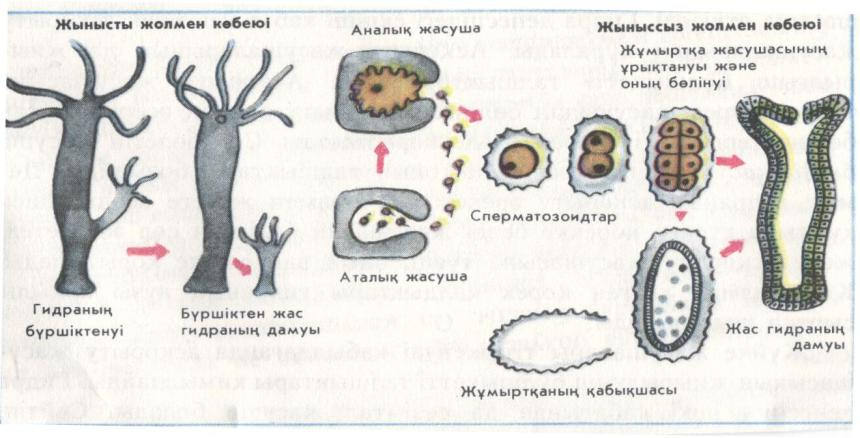 Жынысты жолмен көбеюі
Гидраның
бүршіктенуі
Бүршіктен жас
гидраның дамуы
Аналық жасуша
Аталық жасуша
Жыныссыз жолмен көбеюі
Жұмыртқа жасушасының
ұрықтануы және
оның бөлінуі
Сперматозоидтар
Жұмыртқаның қабықшасы
Жас гидраның
дамуы